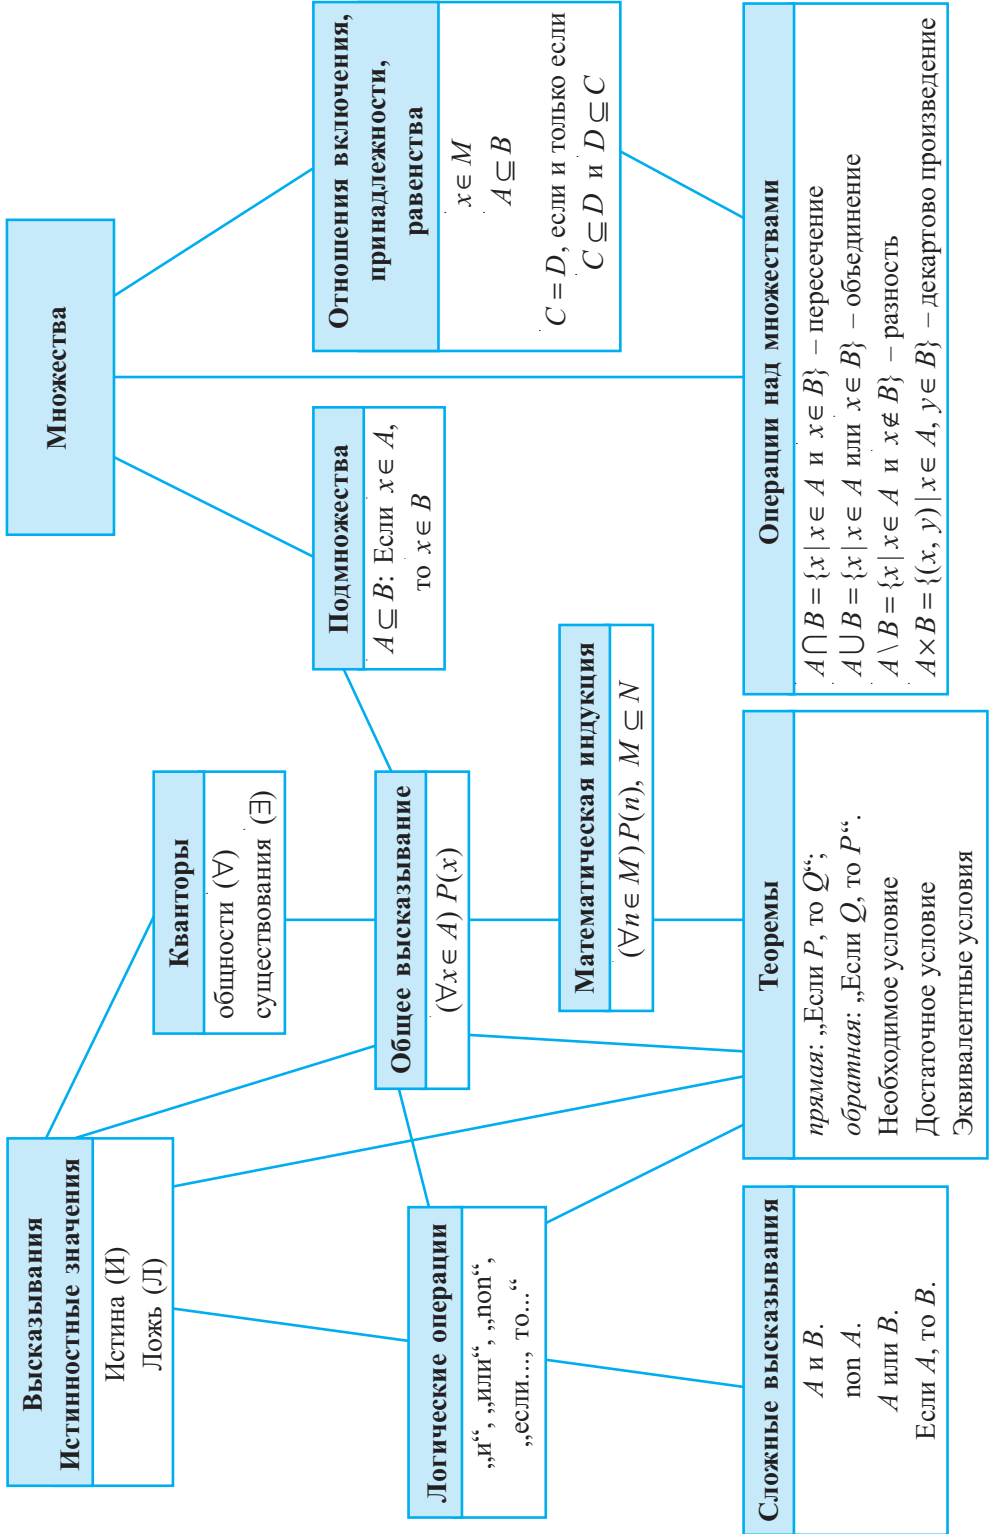 Высказывания
Истинностные значения
Истина (И)
Ложь (Л)
Множества
Кванторы
общности (∀)
существования (∃)
Подмножества
A ⊆ B: Если x ∈ A,
то x ∈ B
Отношения включения,
принадлежности,
равенства
x ∈ M
A ⊆ B
C = D, если и только если
C ⊆ D и D ⊆ C
Логические операции
„и“, „или“, „non“,
„если..., то...“
Общее высказывание
(∀x ∈ A) P(x)
Математическая индукция
(∀n ∈ M) P(n), M ⊆ N
Сложные высказывания
A и B.
non A.
A или B.
Если A, то B.
Теоремы
прямая: „Если P, то Q“;
обратная: „Если Q, то P“.
Необходимое условие
Достаточное условие
Эквивалентные условия
Операции над множествами
A ⋂ B = {x | x ∈ A и x ∈ B} – пересечение
A ⋃ B = {x | x ∈ A или x ∈ B} – объединение
A \ B = {x | x ∈ A и x ∉ B} – разность
A × B = {(x, y) | x ∈ A, y ∈ B} – декартово произведение